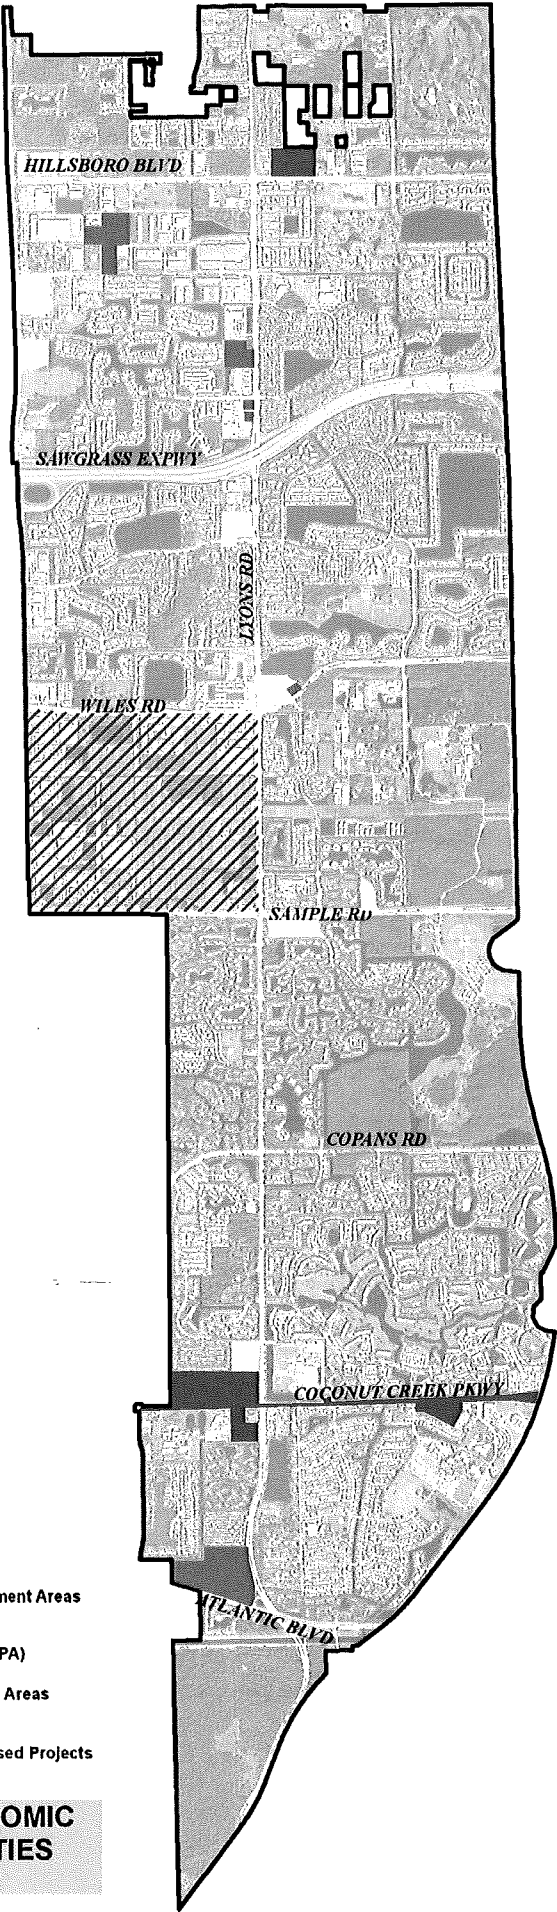 HILLSBORO BLVD
SAWGRASS EXPWY
LYONS RD
WILES RD
SAMPLE RD
COPANS RD
COCONUT CREEK PKWY
ATLANTIC BLVD
ment Areas
PA)
Areas
sed Projects
OMIC
TIES